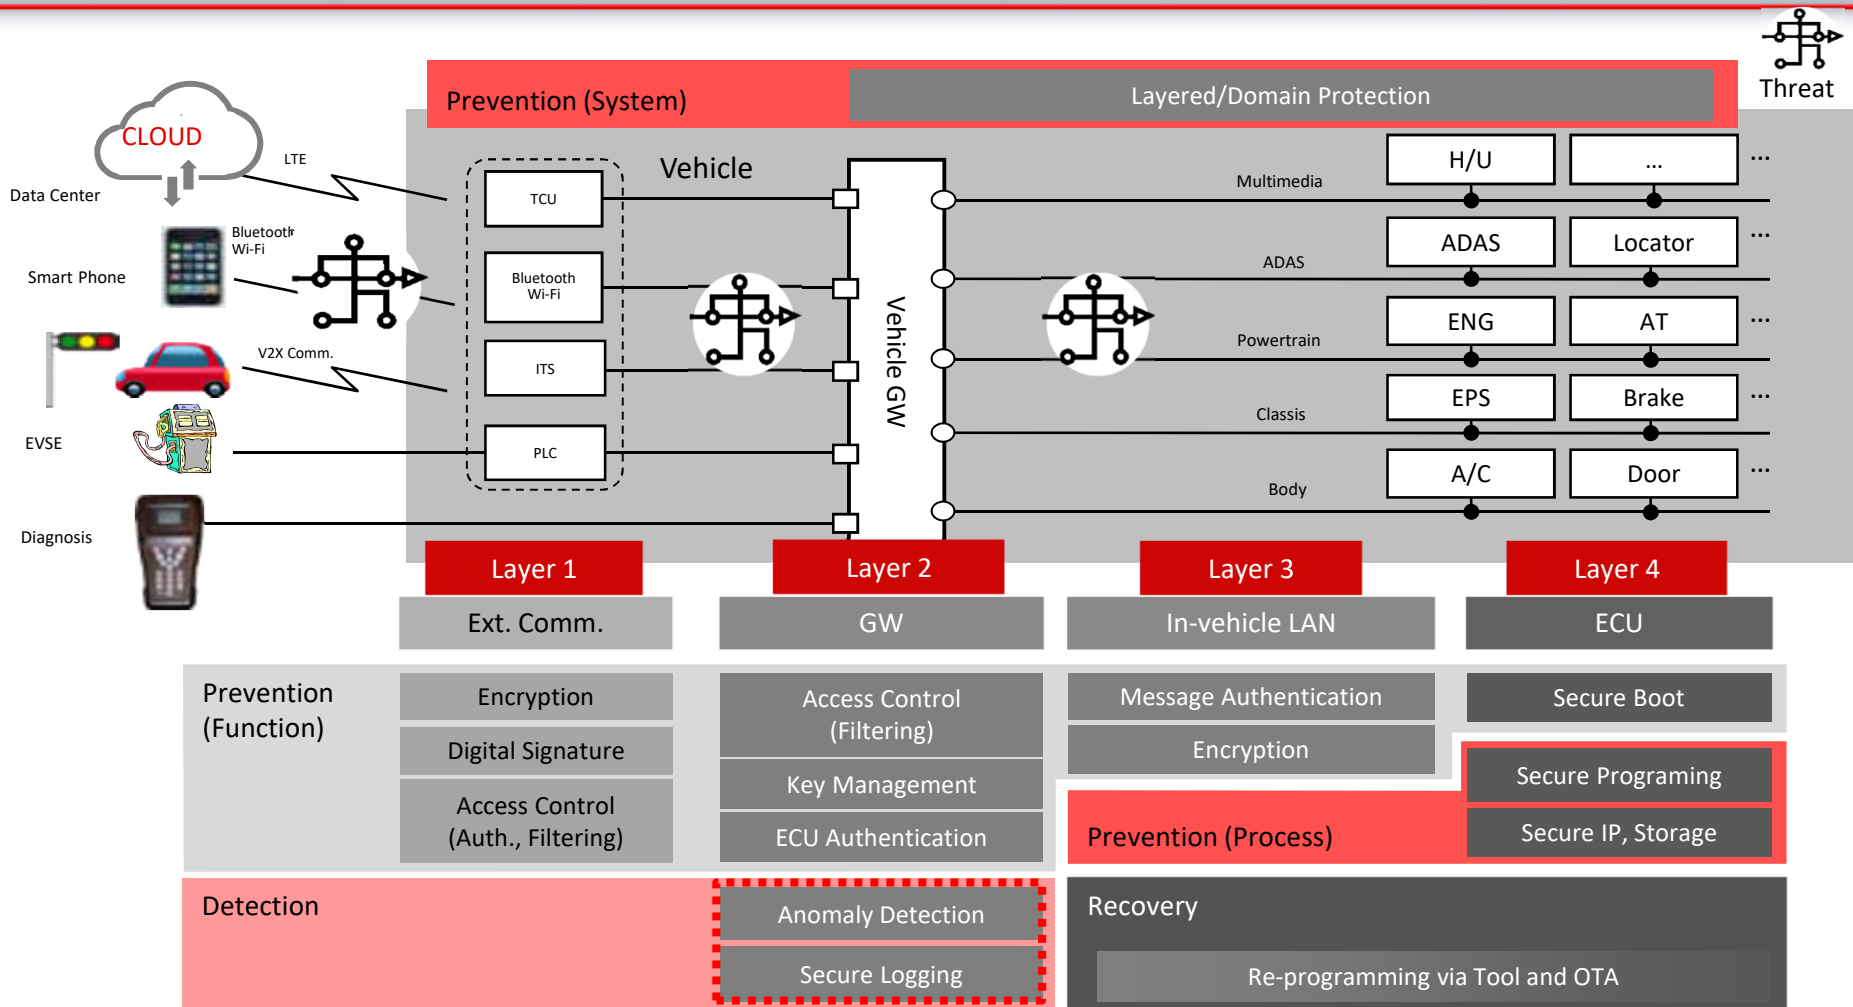 Threat
Prevention (System)
Layered/Domain Protection
CLOUD
LTE
Data Center
Vehicle
TCU
Multimedia
H/U
...
...
Bluetooth
Wi-Fi
Smart Phone
Bluetooth
Wi-Fi
ADAS
ADAS
Locator
...
Vehicle GW
V2X Comm.
ITS
Powertrain
ENG
AT
...
EVSE
PLC
Classis
EPS
Brake
...
Diagnosis
Body
A/C
Door
...
Layer 1
Layer 2
Layer 3
Layer 4
Ext. Comm.
GW
In-vehicle LAN
ECU
Prevention
(Function)
Encryption
Digital Signature
Access Control
(Auth., Filtering)
Access Control
(Filtering)
Key Management
ECU Authentication
Message Authentication
Encryption
Secure Boot
Prevention (Process)
Secure Programing
Secure IP, Storage
Detection
Anomaly Detection
Secure Logging
Recovery
Re-programming via Tool and OTA